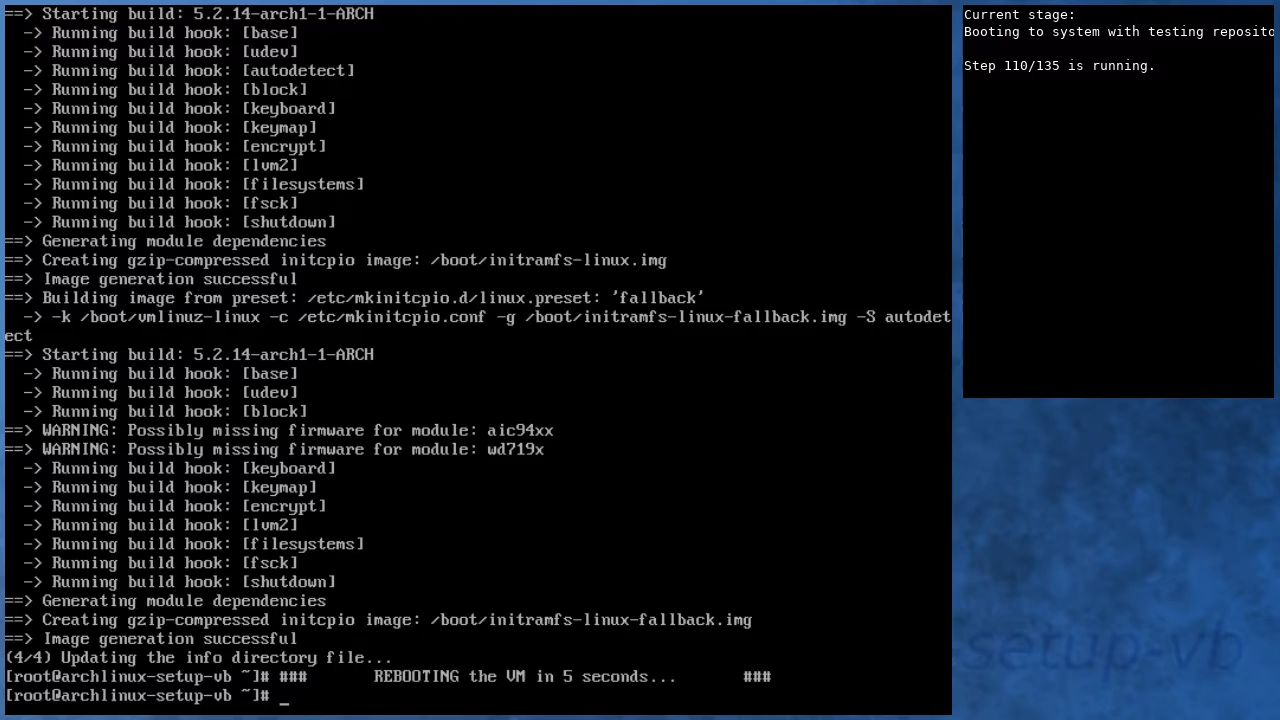 ==> Starting build: 5.2.14-arch1-1-ARCH
  -> Running build hook: [base]
  -> Running build hook: [udev]
  -> Running build hook: [autodetect]
  -> Running build hook: [block]
  -> Running build hook: [keyboard]
  -> Running build hook: [keymap]
  -> Running build hook: [encrypt]
  -> Running build hook: [lvm2]
  -> Running build hook: [filesystems]
  -> Running build hook: [fsck]
  -> Running build hook: [shutdown]
==> Generating module dependencies
==> Creating gzip-compressed initcpio image: /boot/initramfs-linux.img
==> Image generation successful
==> Building image from preset: /etc/mkinitcpio.d/linux.preset: 'fallback'
  -> -k /boot/vmlinuz-linux -c /etc/mkinitcpio.conf -g /boot/initramfs-linux-fallback.img -S autodet
ect
==> Starting build: 5.2.14-arch1-1-ARCH
  -> Running build hook: [base]
  -> Running build hook: [udev]
  -> Running build hook: [block]
==> WARNING: Possibly missing firmware for module: aic94xx
==> WARNING: Possibly missing firmware for module: wd719x
  -> Running build hook: [keyboard]
  -> Running build hook: [keymap]
  -> Running build hook: [encrypt]
  -> Running build hook: [lvm2]
  -> Running build hook: [filesystems]
  -> Running build hook: [fsck]
  -> Running build hook: [shutdown]
==> Generating module dependencies
==> Creating gzip-compressed initcpio image: /boot/initramfs-linux-fallback.img
==> Image generation successful
(4/4) Updating the info directory file...
[root@archlinux-setup-vb ~]# ###       REBOOTING the VM in 5 seconds...       ###
[root@archlinux-setup-vb ~]# _
Current stage:
Booting to system with testing reposito
Step 110/135 is running.
setup-vb